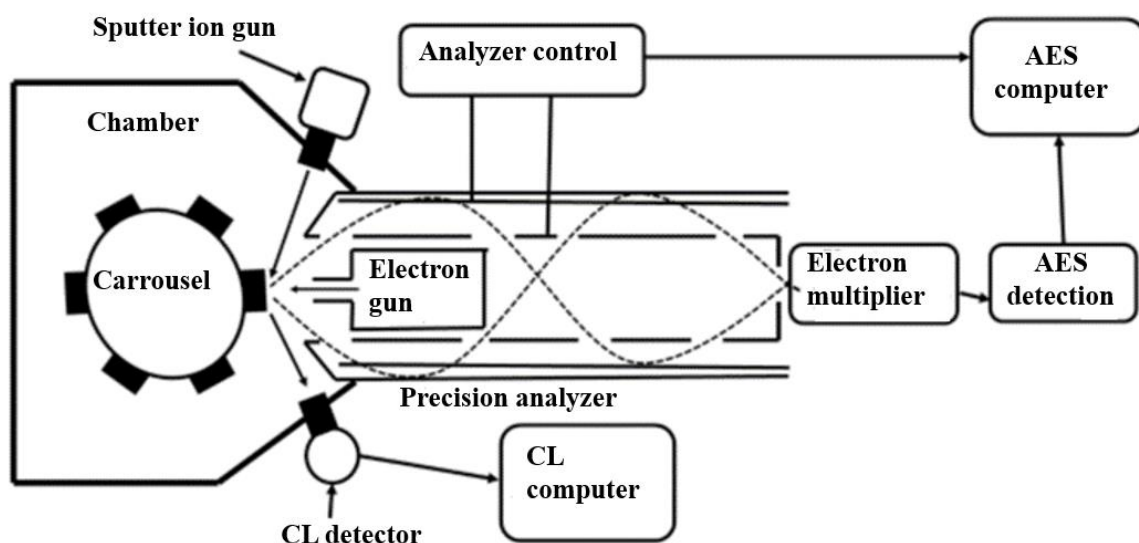 Sputter ion gun
Analyzer control
AES
computer
Chamber
Carrousel
Electron
gun
Electron
multiplier
AES
detection
Precision analyzer
CL
computer
CL detector